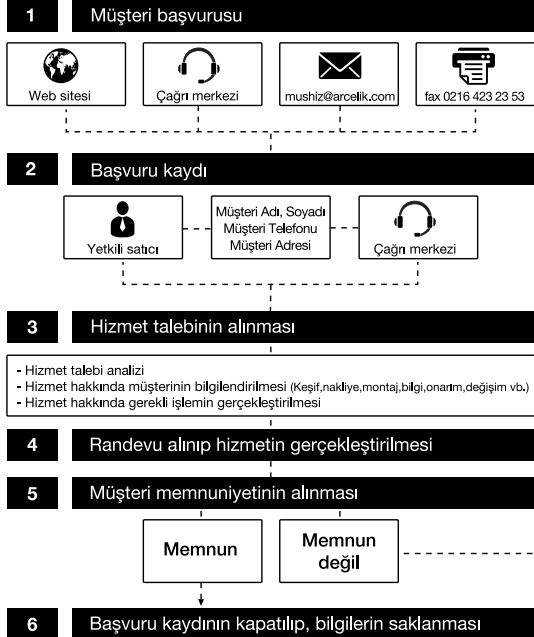 1 Müşteri başvurusu
Web sitesi
Çağrı merkezi
mushiz@arcelik.com
fax 0216 423 23 53
2 Başvuru kaydı
Yetkili satıcı
Müşteri Adı, Soyadı
Müşteri Telefonu
Müşteri Adresi
Çağrı merkezi
3 Hizmet talebinin alınması
- Hizmet talebi analizi
- Hizmet hakkında müşterinin bilgilendirilmesi (Keşif,nakliye,montaj,bilgi,onarım,değişim vb.)
- Hizmet hakkında gerekli işlemin gerçekleştirilmesi
4 Randevu alınıp hizmetin gerçekleştirilmesi
5 Müşteri memnuniyetinin alınması
Memnun
Memnun
değil
6 Başvuru kaydının kapatılıp, bilgilerin saklanması